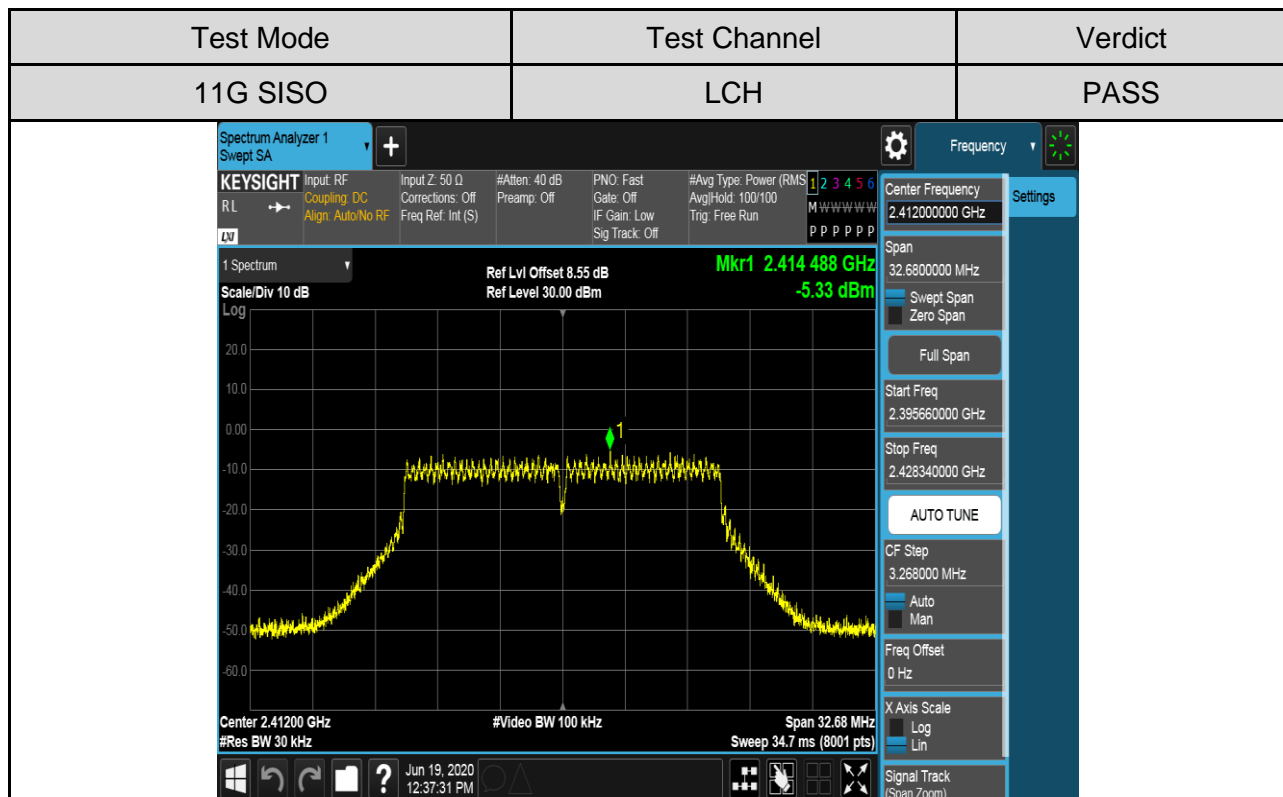 Test Mode Test Channel Verdict
11G SISO LCH PASS
Spectrum Analyzer 1
Swept SA
Frequency
KEYSIGHT Input: RF Input Z: 50 Ω #Atten: 40 dB PNO: Fast #Avg Type: Power (RMS 1 2 3 4 5 6
RL Coupling: DC Corrections: Off Preamp: Off Gate: Off Avg|Hold: 100/100 M W W W W W
Align: Auto/No RF Freq Ref: Int (S) IF Gain: Low Trig: Free Run
LXI Sig Track: Off P P P P P P
1 Spectrum Ref Lvl Offset 8.55 dB Mkr1 2.414 488 GHz
Scale/Div 10 dB Ref Level 30.00 dBm -5.33 dBm
Log
20.0
10.0
0.00
1
-10.0
-20.0
-30.0
-40.0
-50.0
-60.0
Center 2.41200 GHz #Video BW 100 kHz Span 32.68 MHz
#Res BW 30 kHz Sweep 34.7 ms (8001 pts)
? Jun 19, 2020
12:37:31 PM
Center Frequency
2.412000000 GHz
Settings
Span
32.6800000 MHz
Swept Span
Zero Span
Full Span
Start Freq
2.395660000 GHz
Stop Freq
2.428340000 GHz
AUTO TUNE
CF Step
3.268000 MHz
Auto
Man
Freq Offset
0 Hz
X Axis Scale
Log
Lin
Signal Track
(Span Zoom)